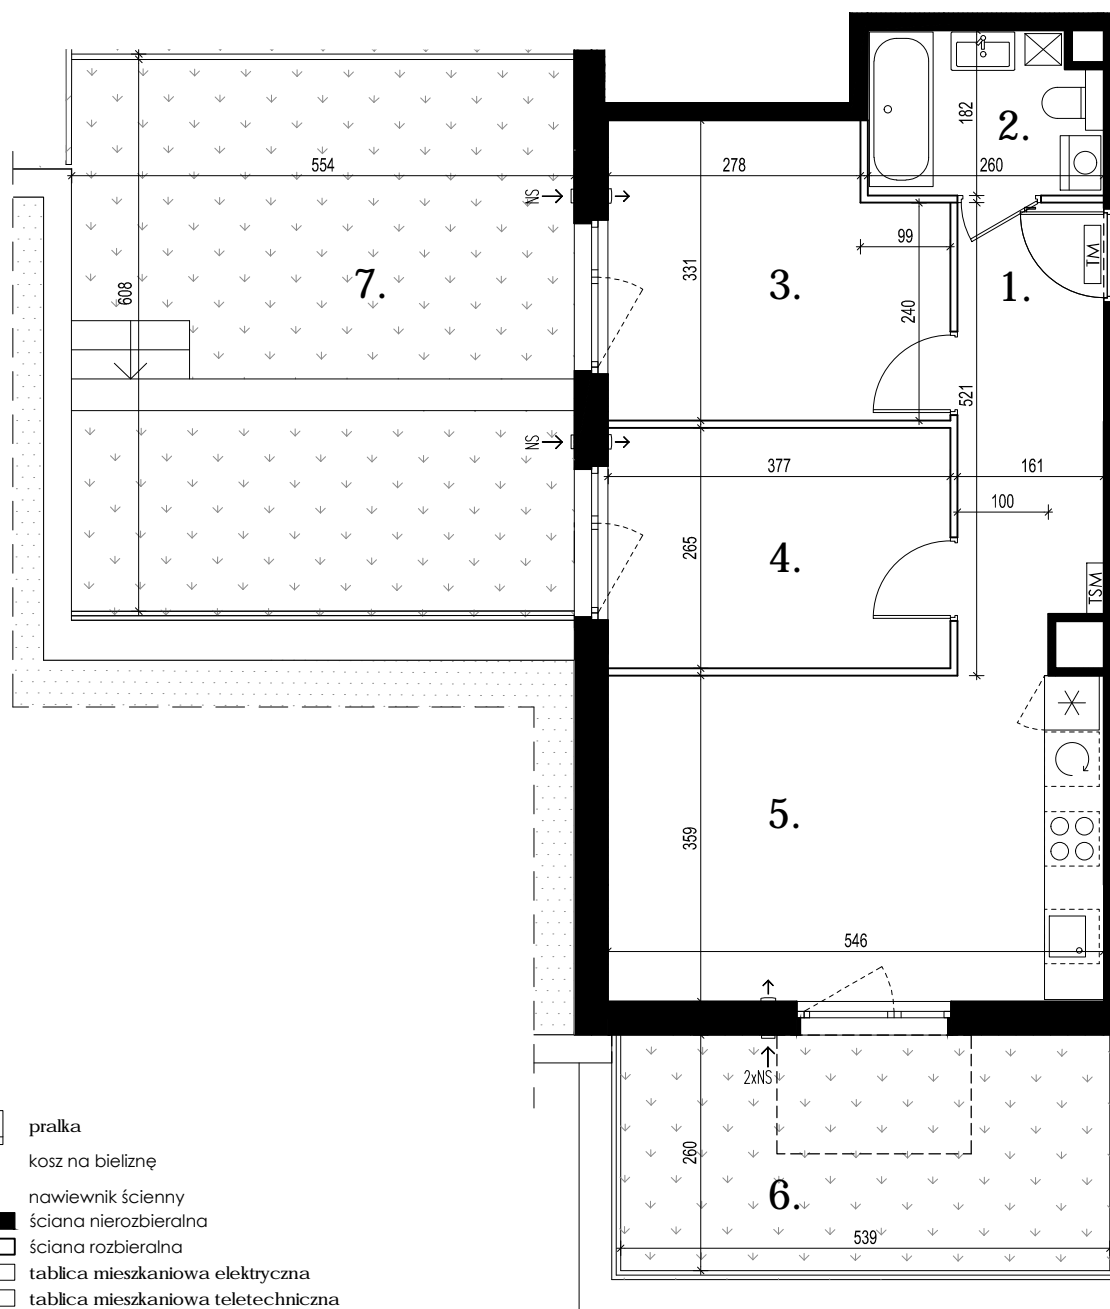 182
2.
260
554
278
NS
99
TM
7.
331
3.
1.
608
240
521
NS
377
161
100
265
4.
TSM
5.
359
546
2xNS
260
6.
539
pralka
kosz na bieliznę
nawiewnik ścienny
ściana nierozbieralna
ściana rozbieralna
tablica mieszkaniowa elektryczna
tablica mieszkaniowa teletechniczna